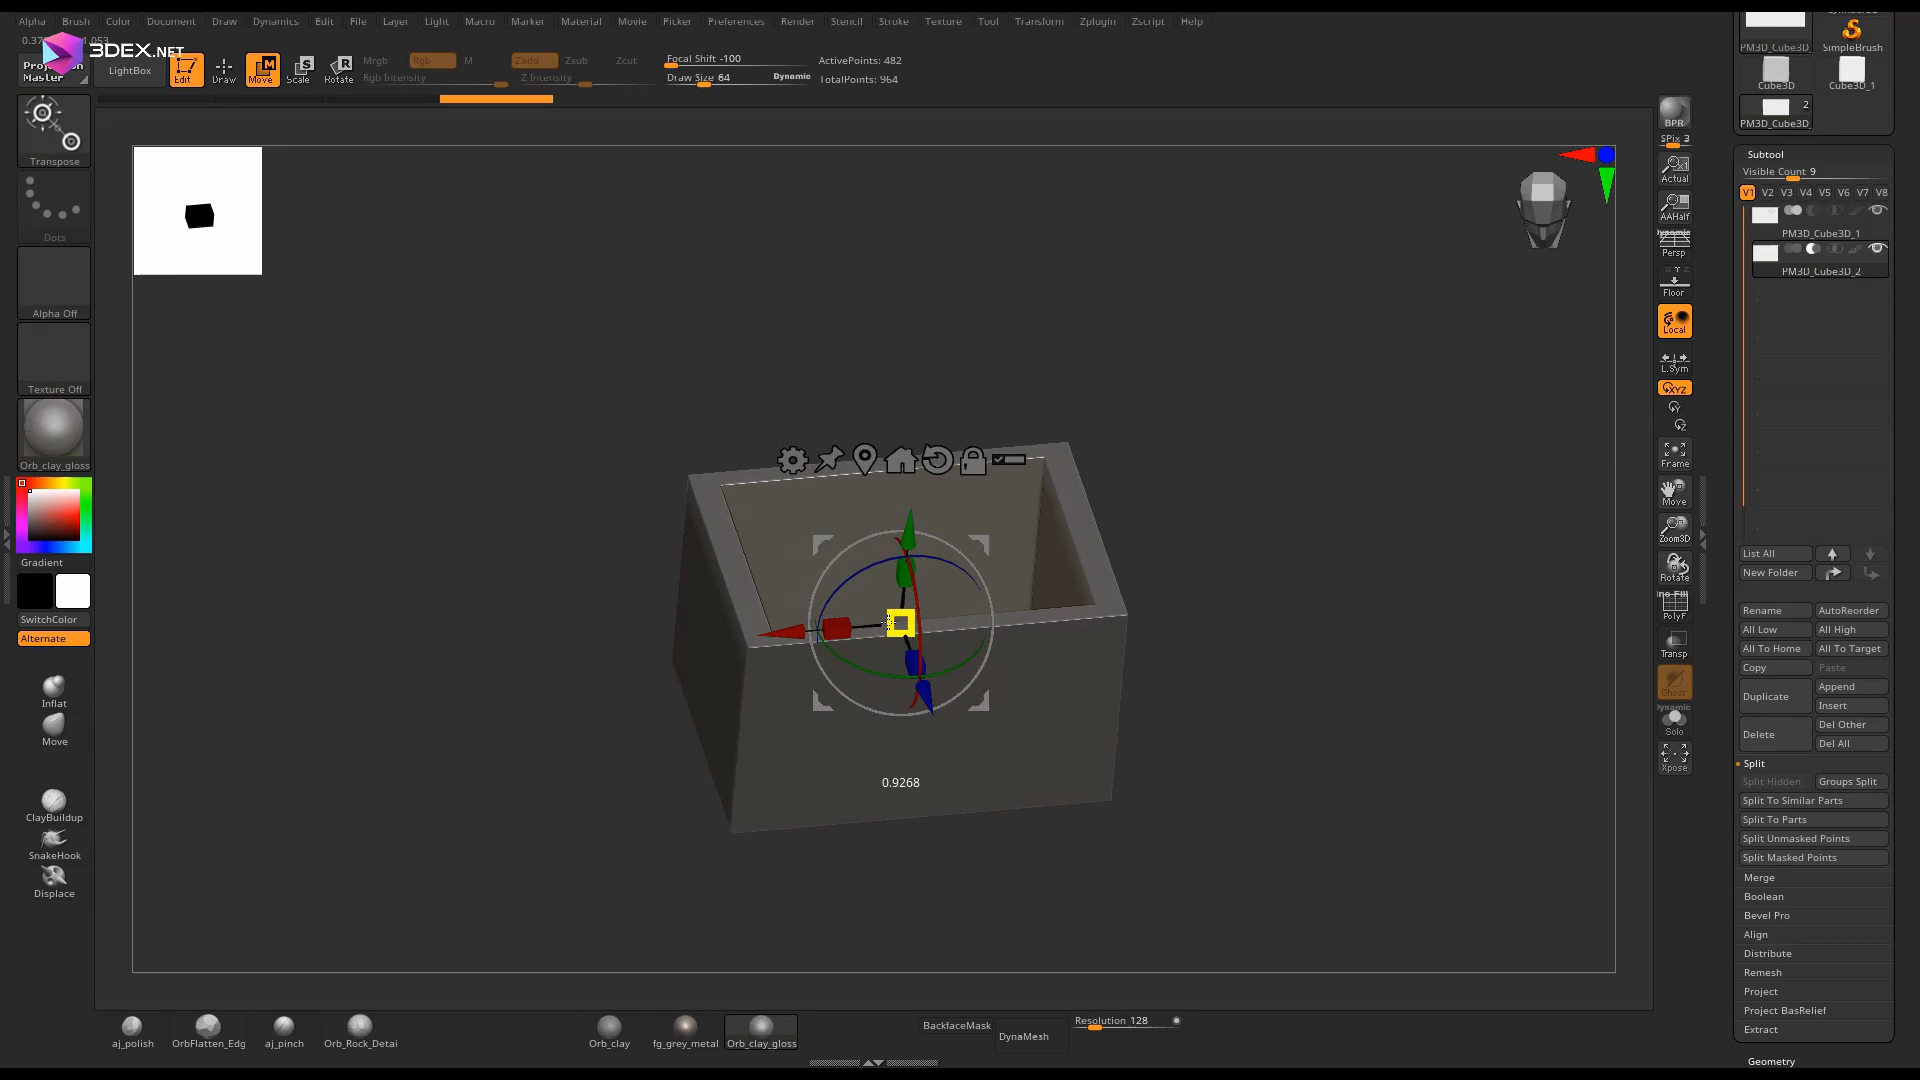 Alpha Brush Color Document Draw Dynamics Edit File Layer Light Macro Marker Material Movie Picker Preferences Render Stencil Stroke Texture Tool Transform Zplugin Zscript Help
3DEX.NET
Master
LightBox
Edit
Draw
Move
Scale
Rotate
Mrgb
Rgb
M
Rgb Intensity
Zadd
Zsub
Zcut
Z Intensity
Focal Shift -100
Draw Size 64
Dynamic
ActivePoints: 482
TotalPoints: 964
Transpose
Dots
Alpha Off
Texture Off
Orb_clay_gloss
Gradient
SwitchColor
Alternate
Inflat
Move
ClayBuildup
SnakeHook
Displace
0.9268
BPR
SPix 3
Actual
AAHalf
Dynamic
Persp
Floor
Local
L.Sym
XYZ
Frame
Move
Zoom3D
Rotate
PolyF
Transp
Ghost
Dynamic
Solo
Xpose
PM3D_Cube3D_
SimpleBrush
Cube3D
Cube3D_1
2
PM3D_Cube3D_
Subtool
Visible Count 9
V1 V2 V3 V4 V5 V6 V7 V8
PM3D_Cube3D_1
PM3D_Cube3D_2
List All
New Folder
Rename
AutoReorder
All Low
All High
All To Home
All To Target
Copy
Paste
Duplicate
Append
Insert
Delete
Del Other
Del All
Split
Split Hidden
Groups Split
Split To Similar Parts
Split To Parts
Split Unmasked Points
Split Masked Points
Merge
Boolean
Bevel Pro
Align
Distribute
Remesh
Project
Project BasRelief
Extract
Geometry
aj_polish
OrbFlatten_Edg
aj_pinch
Orb_Rock_Detai
Orb_clay
fg_grey_metal
Orb_clay_gloss
BackfaceMask
DynaMesh
Resolution 128